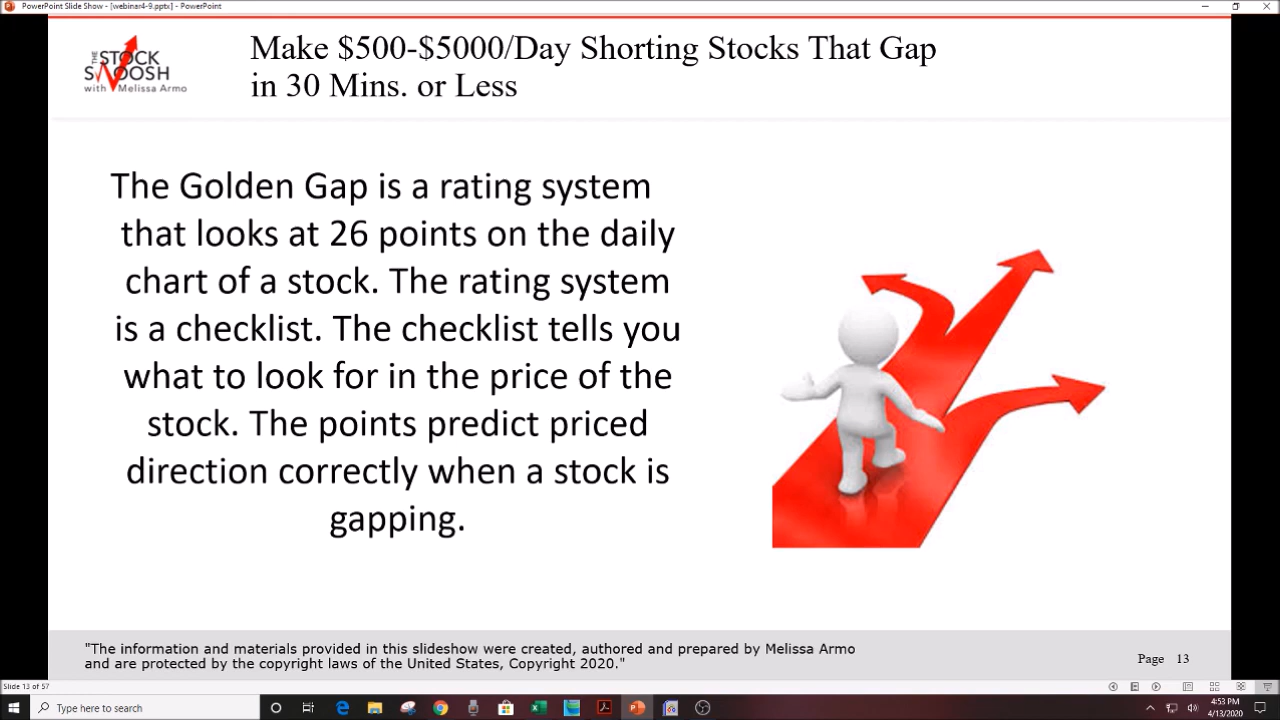 PowerPoint Slide Show - [webinar4-9.pptx] - PowerPoint
THE
STOCK
SWOOSH
with Melissa Armo
Make $500-$5000/Day Shorting Stocks That Gap
in 30 Mins. or Less
The Golden Gap is a rating system
that looks at 26 points on the daily
chart of a stock. The rating system
is a checklist. The checklist tells you
what to look for in the price of the
stock. The points predict priced
direction correctly when a stock is
gapping.
"The information and materials provided in this slideshow were created, authored and prepared by Melissa Armo
and are protected by the copyright laws of the United States, Copyright 2020."
Page 13
Slide 13 of 57
Type here to search
4:53 PM
4/13/2020